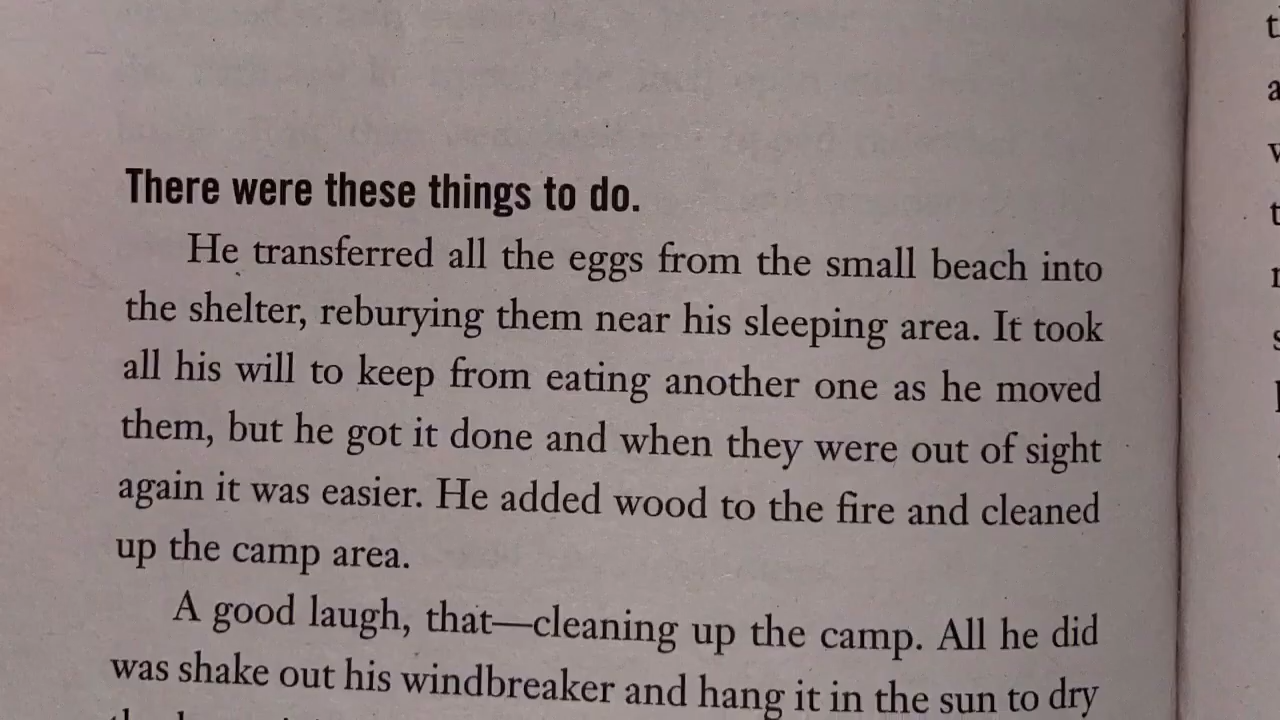 There were these things to do.
He transferred all the eggs from the small beach into
the shelter, reburying them near his sleeping area. It took
all his will to keep from eating another one as he moved
them, but he got it done and when they were out of sight
again it was easier. He added wood to the fire and cleaned
up the camp area.
A good laugh, that—cleaning up the camp. All he did
was shake out his windbreaker and hang it in the sun to dry